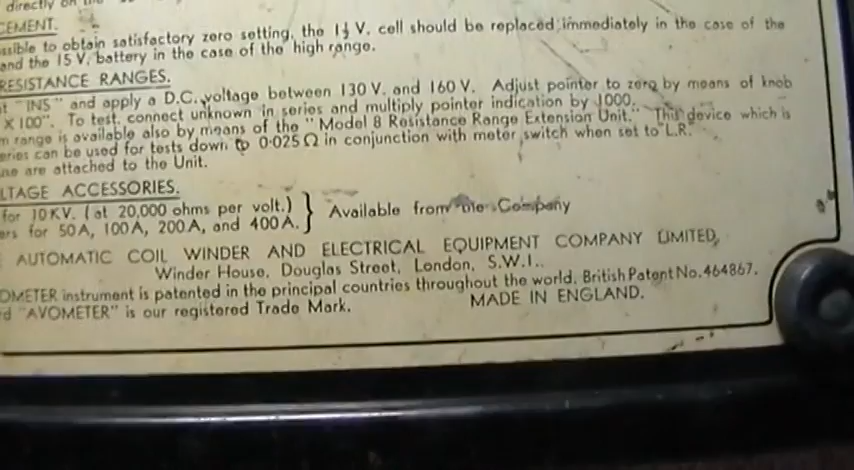 directly on the
CEMENT.
ssible to obtain satisfactory zero setting, the 1½ V. cell should be replaced immediately in the case of the
and the 15 V. battery in the case of the high range.
RESISTANCE RANGES.
at "INS" and apply a D.C. voltage between 130 V. and 160 V. Adjust pointer to zero by means of knob
X 100". To test, connect unknown in series and multiply pointer indication by 1000.
m range is available also by means of the "Model 8 Resistance Range Extension Unit." This device which is
eries can be used for tests down to 0·025 Ω in conjunction with meter switch when set to L.R.
use are attached to the Unit.
LTAGE ACCESSORIES.
for 10 KV. (at 20,000 ohms per volt.) } Available from the Company
ers for 50 A, 100 A, 200 A, and 400 A.
AUTOMATIC COIL WINDER AND ELECTRICAL EQUIPMENT COMPANY LIMITED,
Winder House, Douglas Street, London, S.W.1..
OMETER instrument is patented in the principal countries throughout the world. British Patent No. 464867.
d "AVOMETER" is our registered Trade Mark. MADE IN ENGLAND.